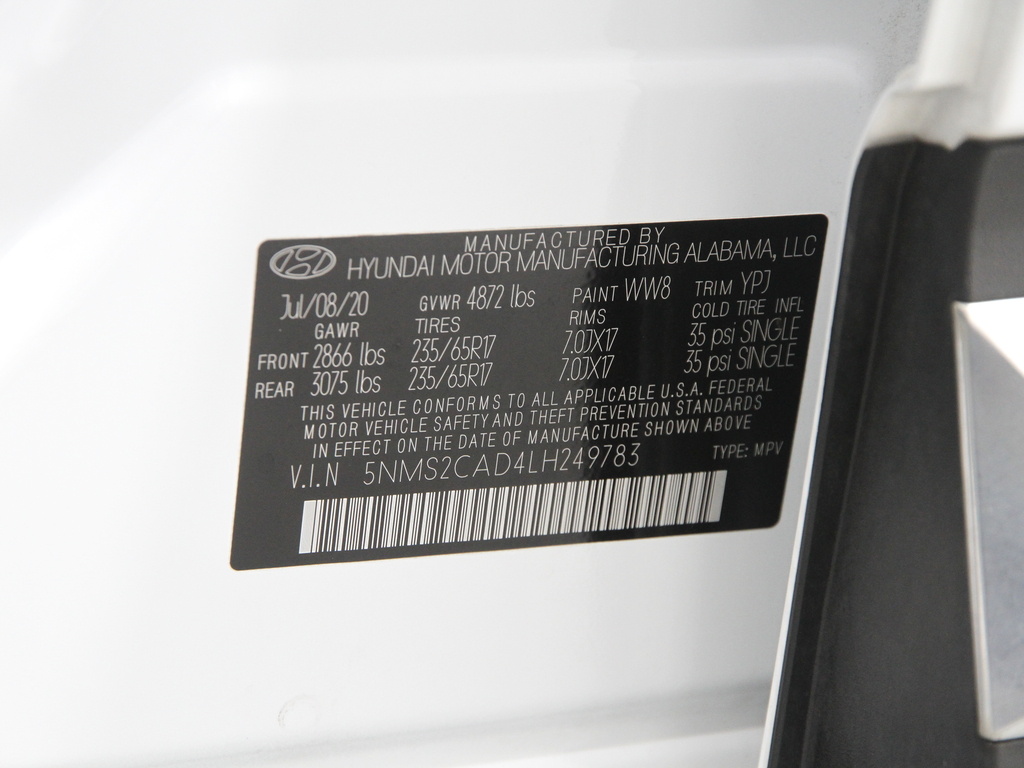 MANUFACTURED BY
HYUNDAI MOTOR MANUFACTURING ALABAMA, LLC
Jul/08/20 GVWR 4872 lbs PAINT WW8 TRIM YPJ
GAWR TIRES RIMS COLD TIRE INFL
FRONT 2866 lbs 235/65R17 7.0JX17 35 psi SINGLE
REAR 3075 lbs 235/65R17 7.0JX17 35 psi SINGLE
THIS VEHICLE CONFORMS TO ALL APPLICABLE U.S.A. FEDERAL
MOTOR VEHICLE SAFETY AND THEFT PREVENTION STANDARDS
IN EFFECT ON THE DATE OF MANUFACTURE SHOWN ABOVE
V.I.N 5NMS2CAD4LH249783 TYPE: MPV